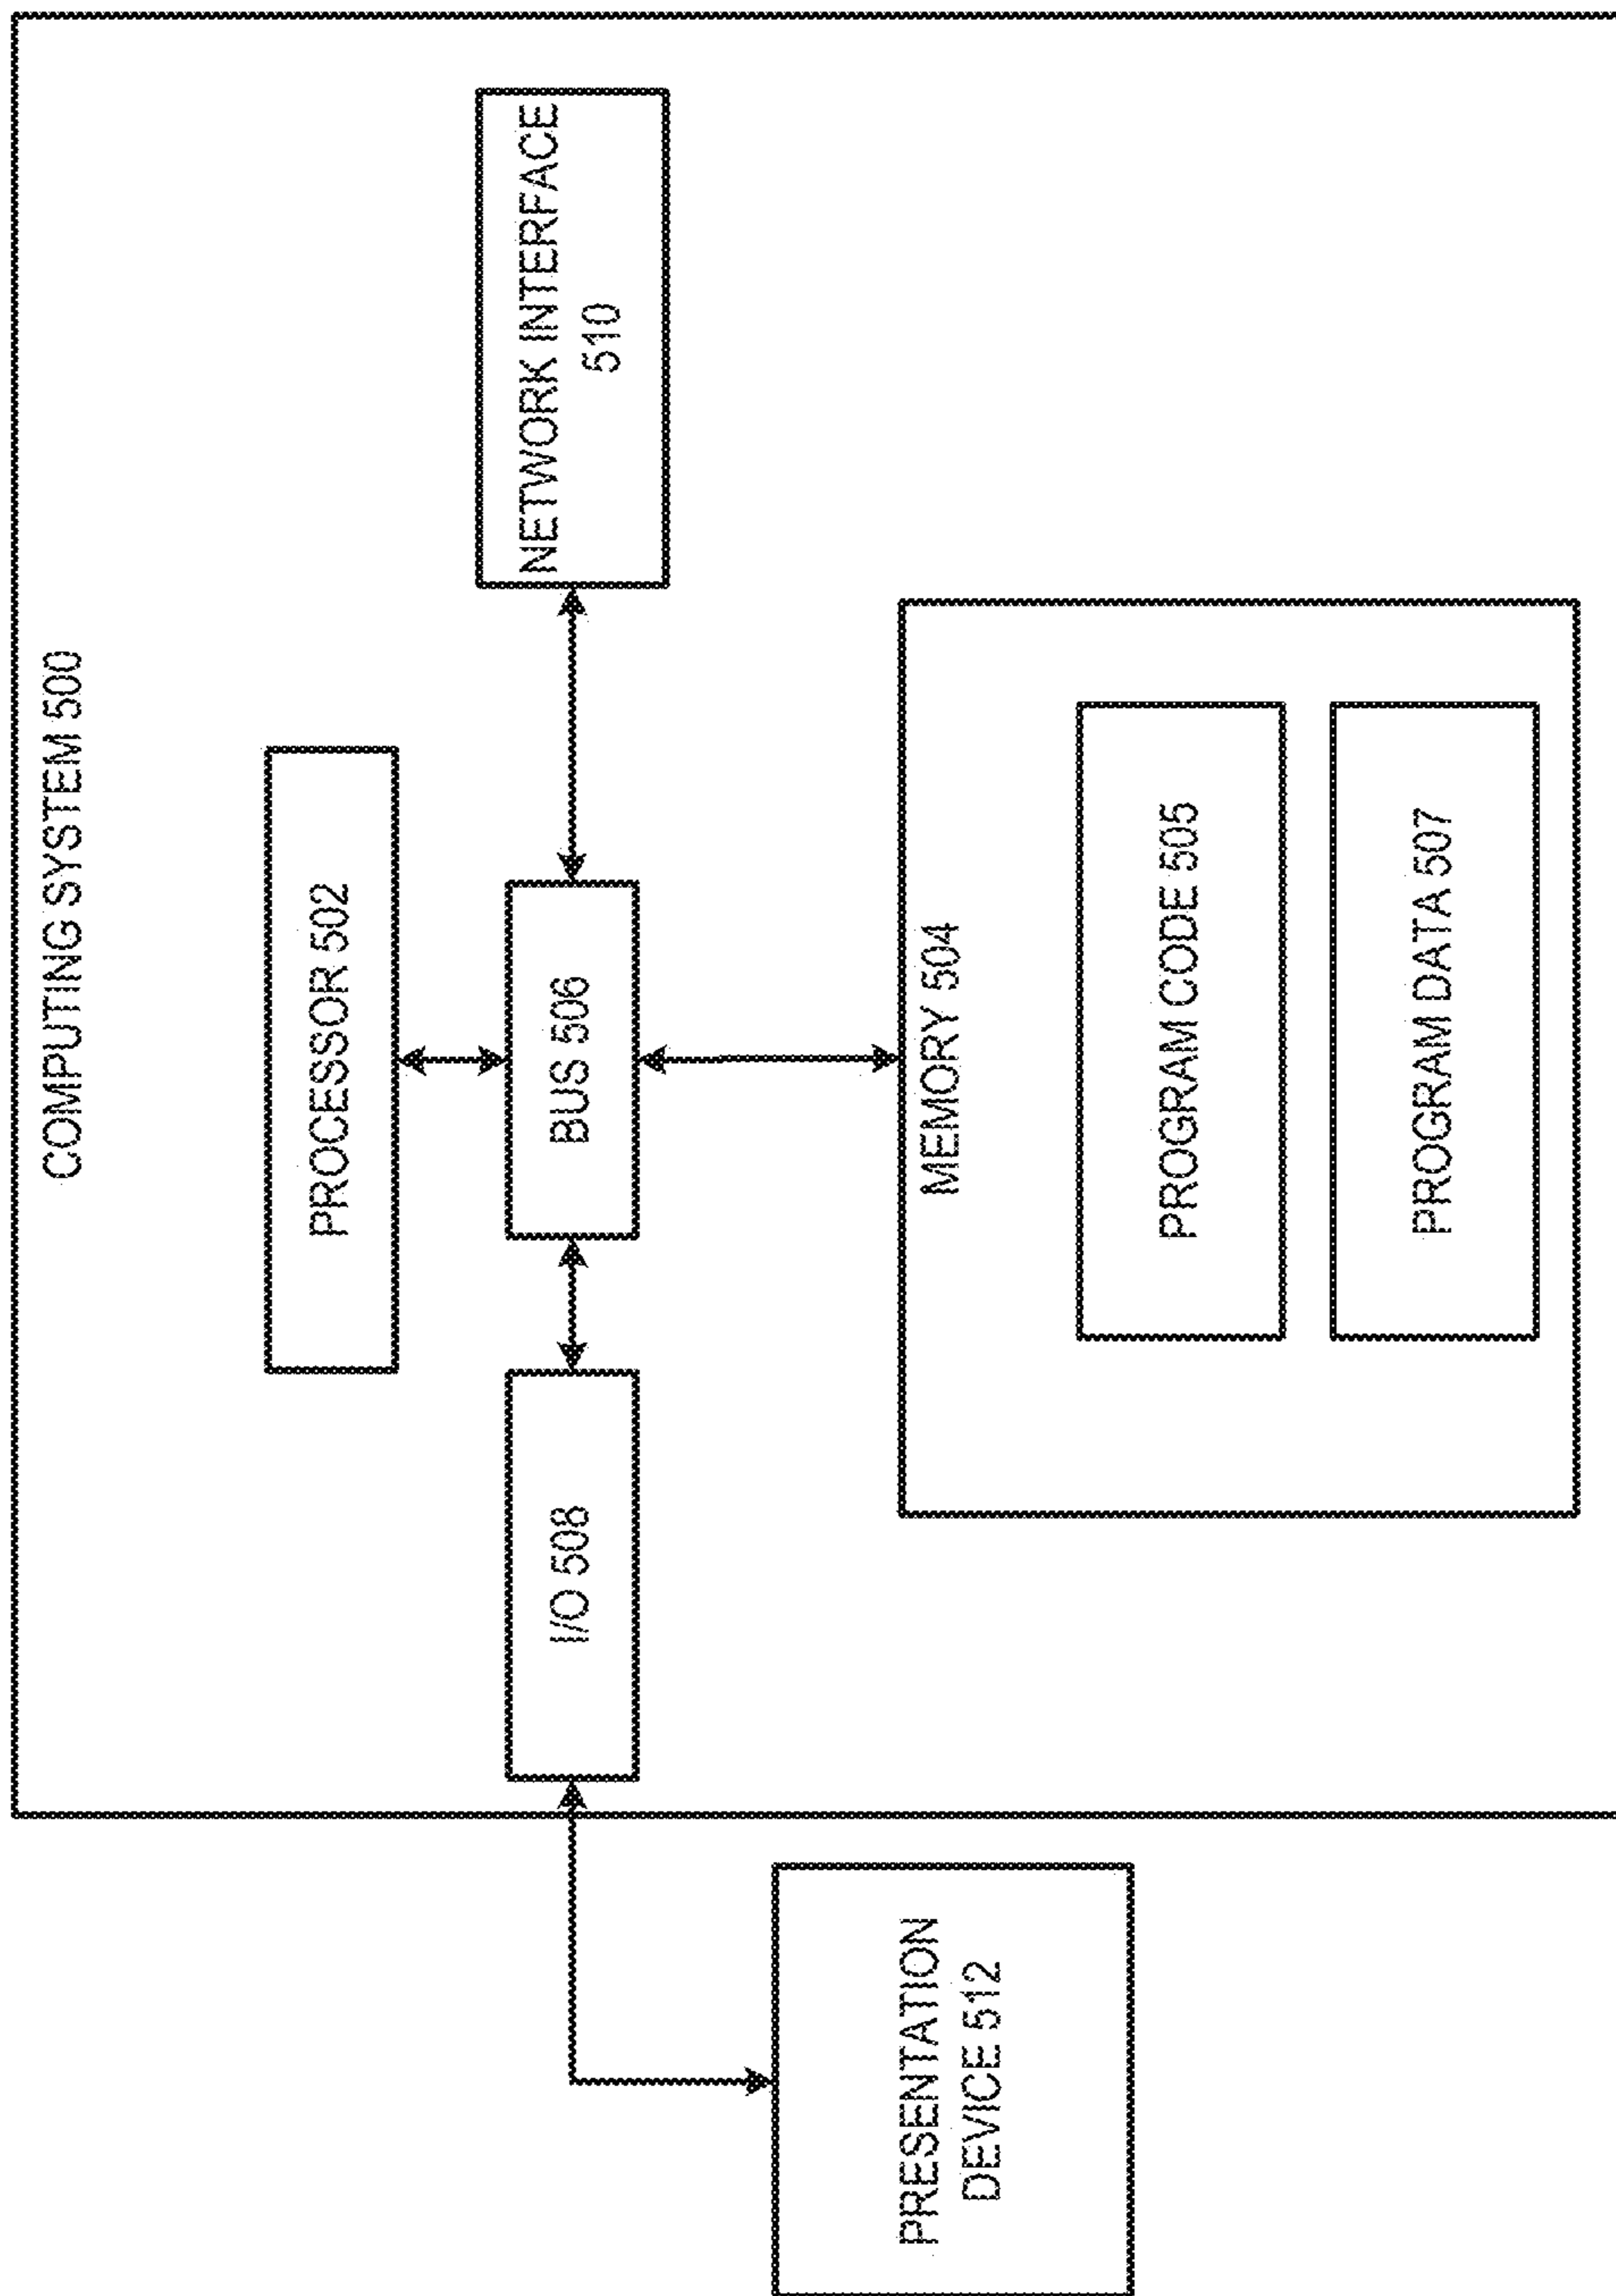 COMPUTING SYSTEM 500
PROCESSOR 502
I/O 508
BUS 506
NETWORK INTERFACE
510
PRESENTATION
DEVICE 512
MEMORY 504
PROGRAM CODE 505
PROGRAM DATA 507